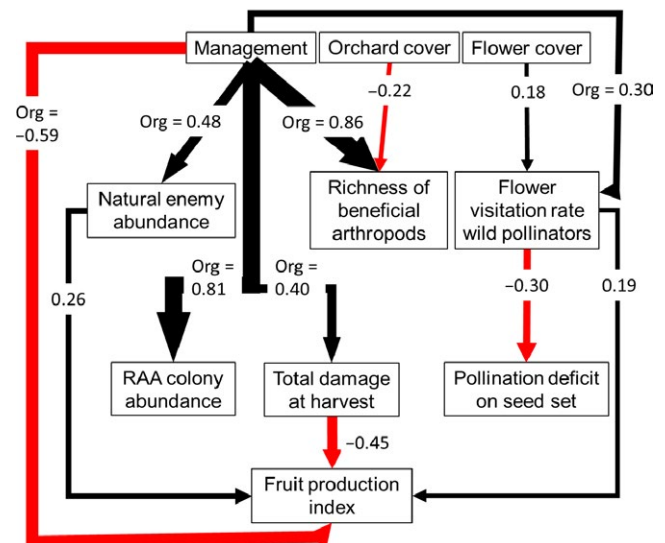 Management
Orchard cover
Flower cover
Org =
−0.59
−0.22
0.18
Org = 0.30
Org = 0.48
Org = 0.86
Natural enemy
abundance
Richness of
beneficial
arthropods
Flower
visitation rate
wild pollinators
0.26
Org =
0.81
Org =
0.40
−0.30
0.19
RAA colony
abundance
Total damage
at harvest
Pollination deficit
on seed set
−0.45
Fruit production
index